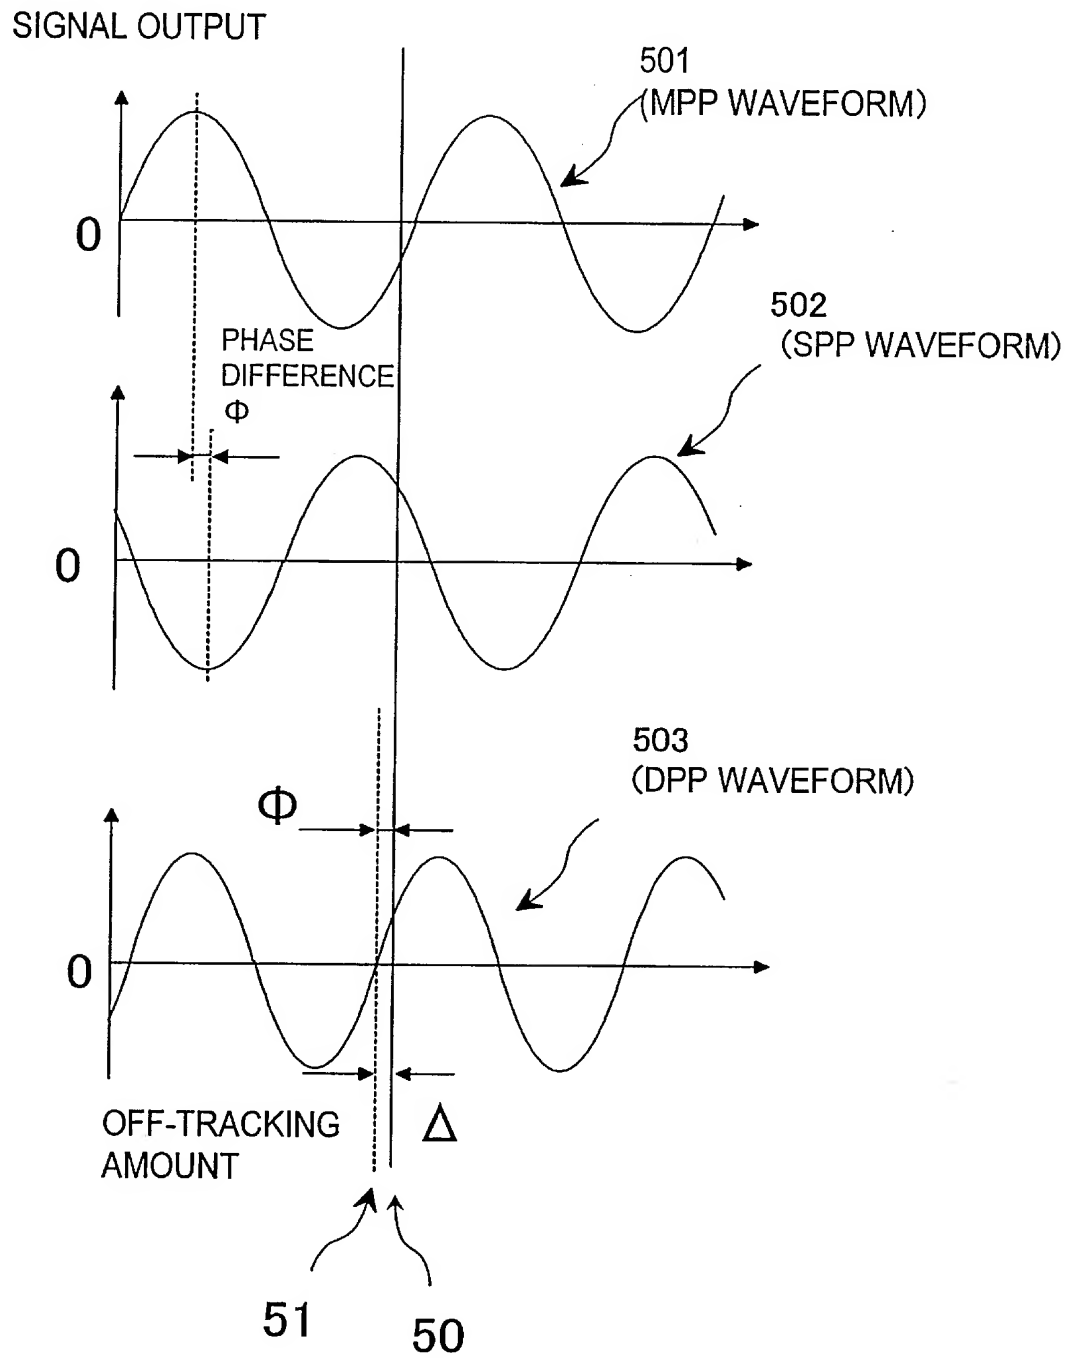 SIGNAL OUTPUT
501
(MPP WAVEFORM)
0
502
(SPP WAVEFORM)
PHASE
DIFFERENCE
Φ
0
503
(DPP WAVEFORM)
Φ
0
OFF-TRACKING
AMOUNT
Δ
51
50